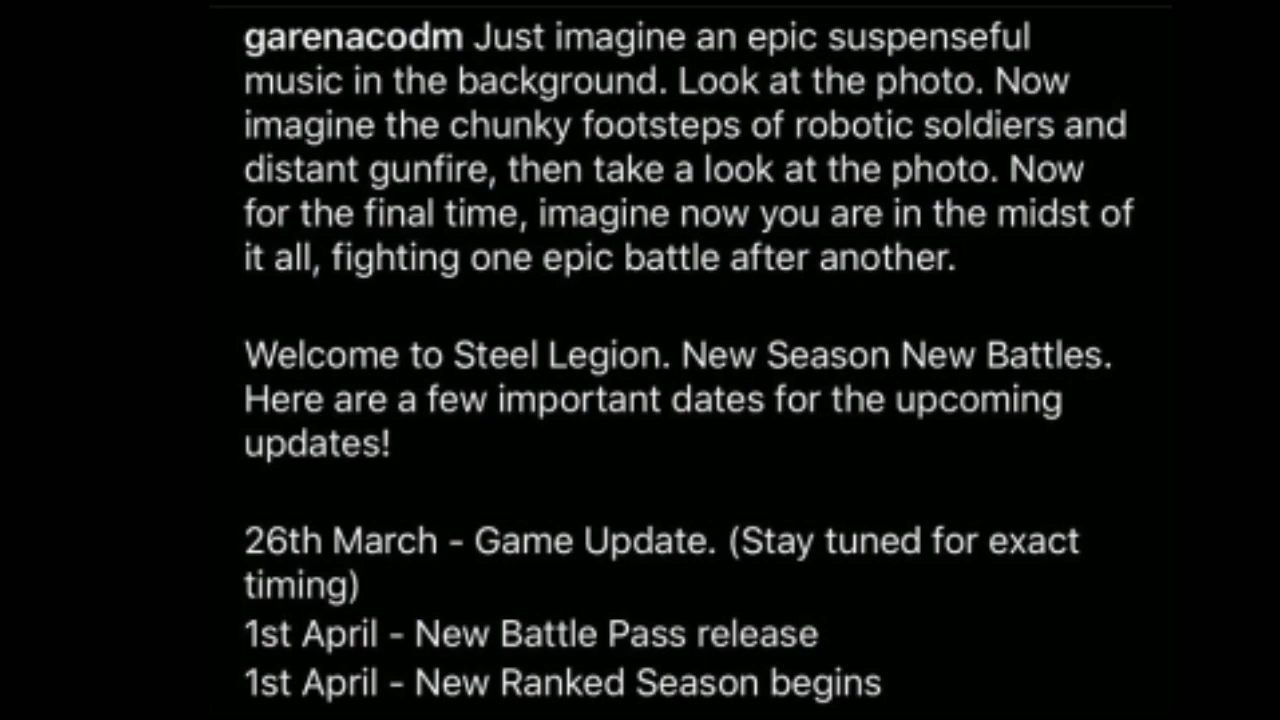 garenacodm Just imagine an epic suspenseful
music in the background. Look at the photo. Now
imagine the chunky footsteps of robotic soldiers and
distant gunfire, then take a look at the photo. Now
for the final time, imagine now you are in the midst of
it all, fighting one epic battle after another.
Welcome to Steel Legion. New Season New Battles.
Here are a few important dates for the upcoming
updates!
26th March - Game Update. (Stay tuned for exact
timing)
1st April - New Battle Pass release
1st April - New Ranked Season begins